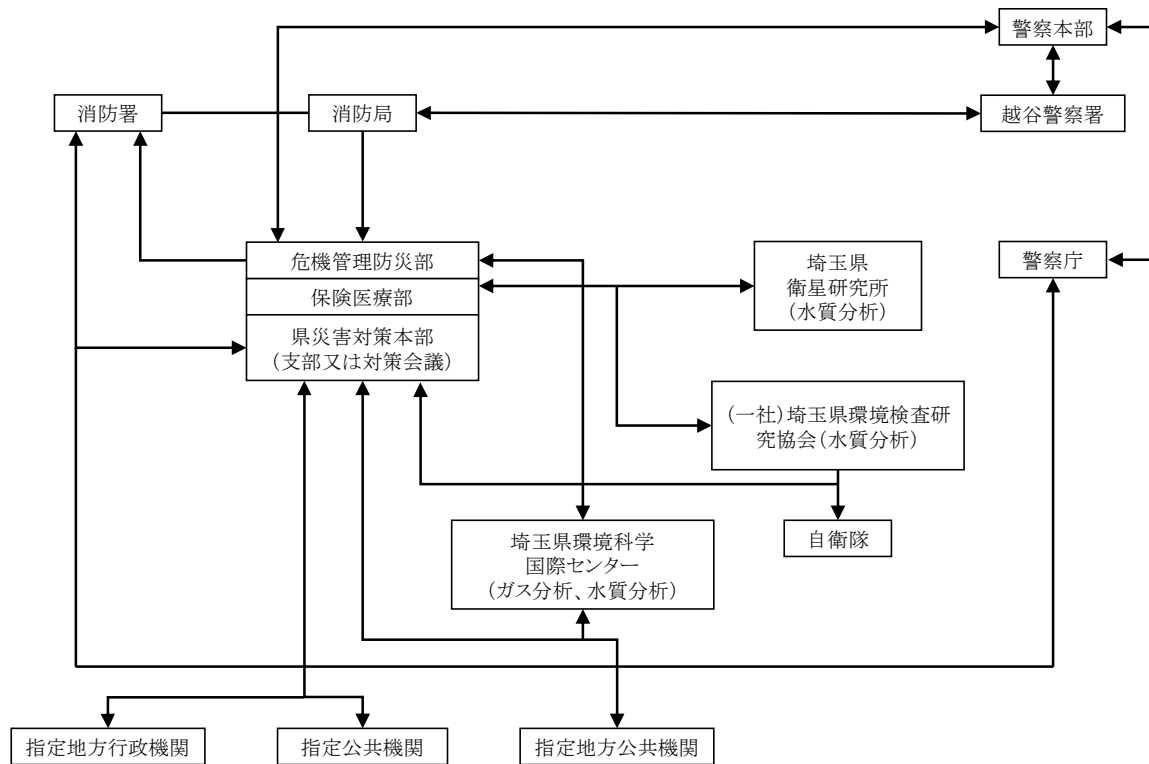 警察本部
消防署
消防局
越谷警察署
危機管理防災部
保険医療部
県災害対策本部
(支部又は対策会議)
埼玉県
衛星研究所
(水質分析)
警察庁
(一社)埼玉県環境検査研
究協会(水質分析)
自衛隊
埼玉県環境科学
国際センター
(ガス分析、水質分析)
指定地方行政機関
指定公共機関
指定地方公共機関